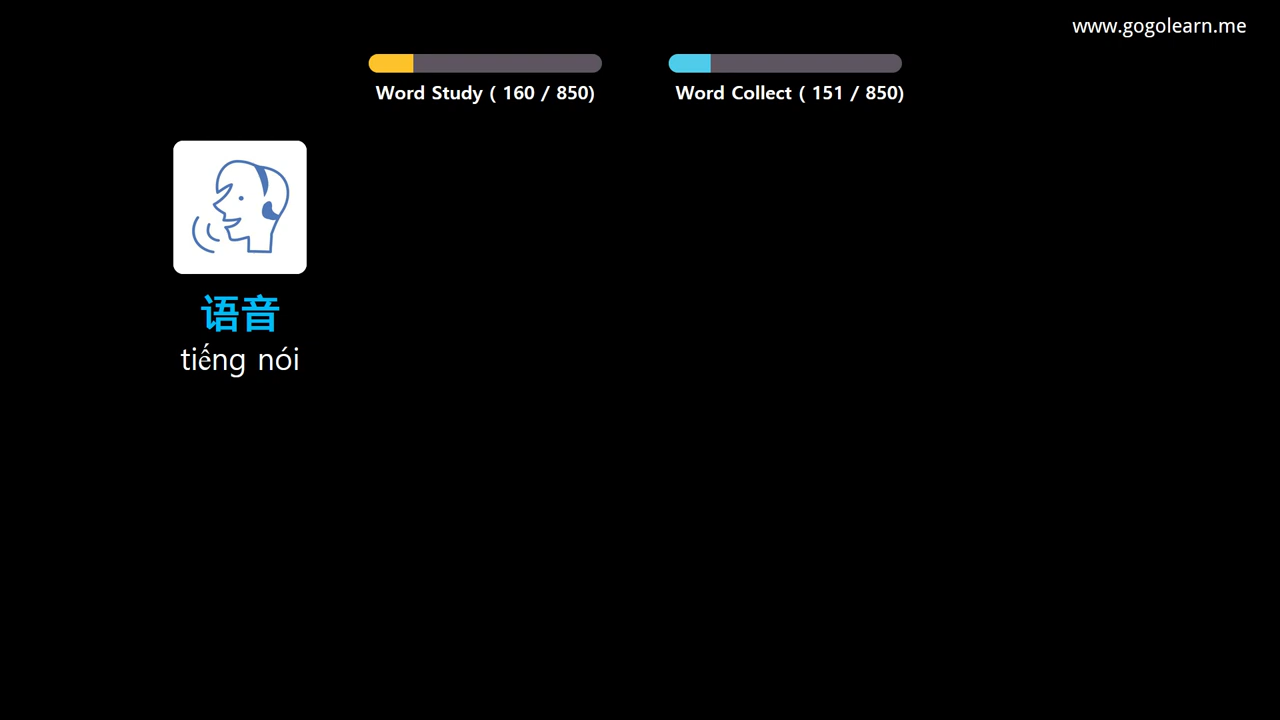 www.gogolearn.me
Word Study ( 160 / 850)
Word Collect ( 151 / 850)
语音
tiếng nói